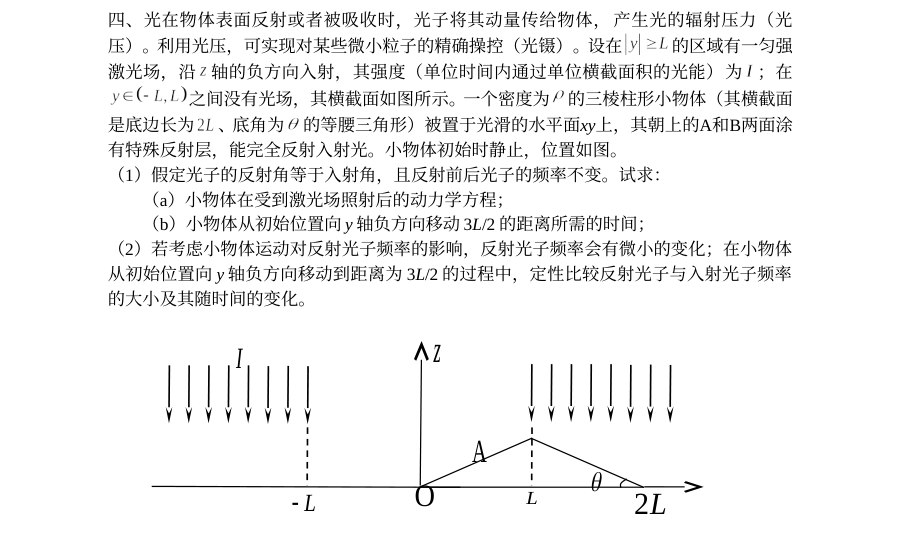 四、光在物体表面反射或者被吸收时，光子将其动量传给物体，产生光的辐射压力（光
压）。利用光压，可实现对某些微小粒子的精确操控（光镊）。设在|y|≥L的区域有一匀强
激光场，沿 z 轴的负方向入射，其强度（单位时间内通过单位横截面积的光能）为 I ；在
y∈(-L,L)之间没有光场，其横截面如图所示。一个密度为ρ的三棱柱形小物体（其横截面
是底边长为2L、底角为θ的等腰三角形）被置于光滑的水平面xy上，其朝上的A和B两面涂
有特殊反射层，能完全反射入射光。小物体初始时静止，位置如图。
（1）假定光子的反射角等于入射角，且反射前后光子的频率不变。试求：
（a）小物体在受到激光场照射后的动力学方程；
（b）小物体从初始位置向 y 轴负方向移动 3L/2 的距离所需的时间；
（2）若考虑小物体运动对反射光子频率的影响，反射光子频率会有微小的变化；在小物体
从初始位置向 y 轴负方向移动到距离为 3L/2 的过程中，定性比较反射光子与入射光子频率
的大小及其随时间的变化。
I
z
A
θ
-L
O
L
2L